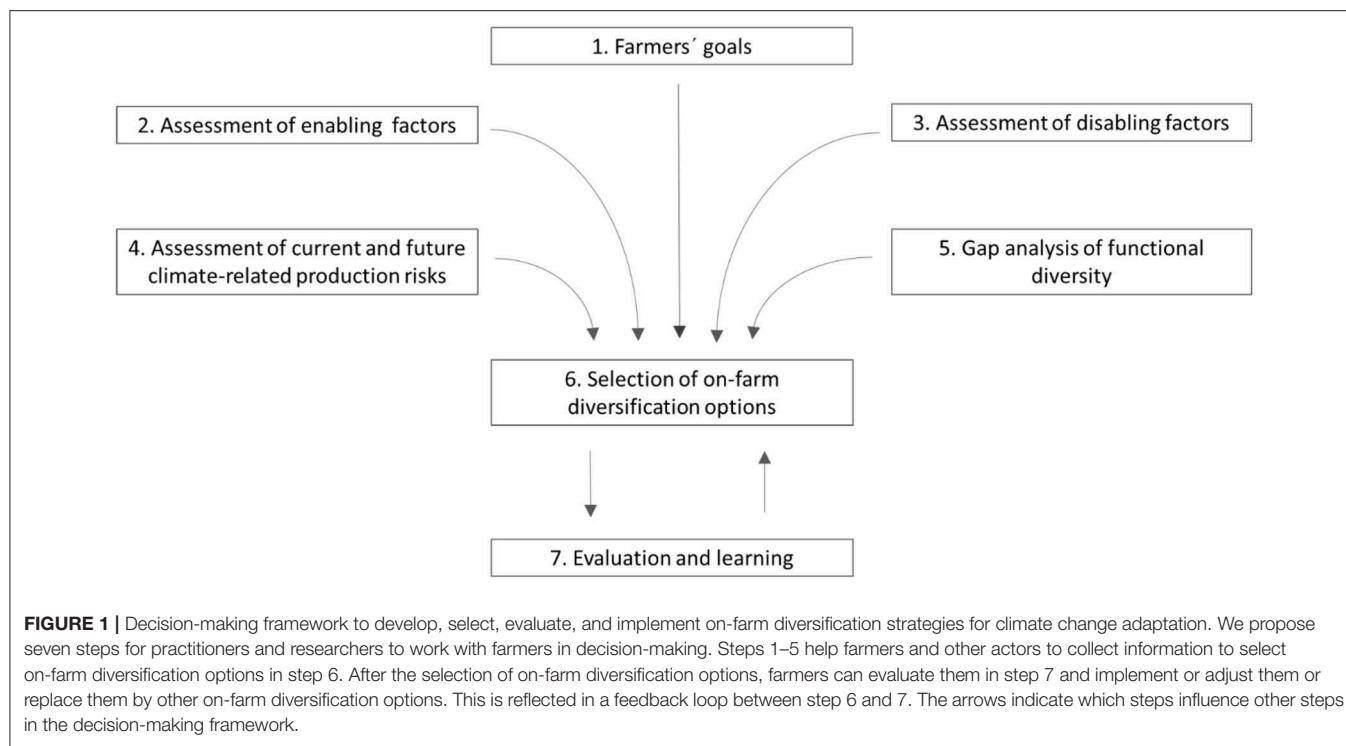 1. Farmers´ goals
2. Assessment of enabling factors
3. Assessment of disabling factors
4. Assessment of current and future
climate-related production risks
5. Gap analysis of functional
diversity
6. Selection of on-farm
diversification options
7. Evaluation and learning
FIGURE 1 | Decision-making framework to develop, select, evaluate, and implement on-farm diversification strategies for climate change adaptation. We propose
seven steps for practitioners and researchers to work with farmers in decision-making. Steps 1–5 help farmers and other actors to collect information to select
on-farm diversification options in step 6. After the selection of on-farm diversification options, farmers can evaluate them in step 7 and implement or adjust them or
replace them by other on-farm diversification options. This is reflected in a feedback loop between step 6 and 7. The arrows indicate which steps influence other steps
in the decision-making framework.